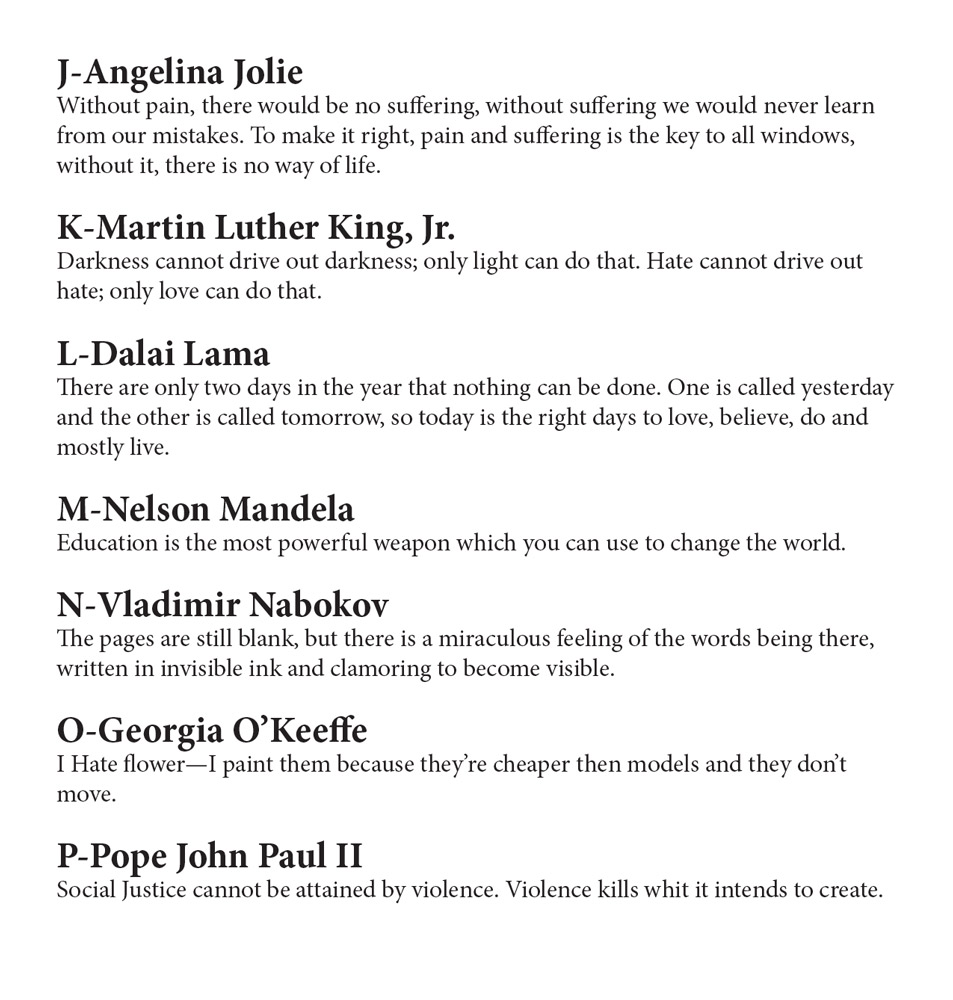 J-Angelina Jolie
Without pain, there would be no suffering, without suffering we would never learn
from our mistakes. To make it right, pain and suffering is the key to all windows,
without it, there is no way of life.
K-Martin Luther King, Jr.
Darkness cannot drive out darkness; only light can do that. Hate cannot drive out
hate; only love can do that.
L-Dalai Lama
There are only two days in the year that nothing can be done. One is called yesterday
and the other is called tomorrow, so today is the right days to love, believe, do and
mostly live.
M-Nelson Mandela
Education is the most powerful weapon which you can use to change the world.
N-Vladimir Nabokov
The pages are still blank, but there is a miraculous feeling of the words being there,
written in invisible ink and clamoring to become visible.
O-Georgia O’Keeffe
I Hate flower—I paint them because they’re cheaper then models and they don’t
move.
P-Pope John Paul II
Social Justice cannot be attained by violence. Violence kills whit it intends to create.